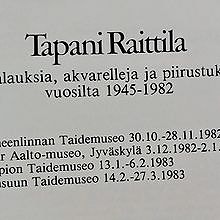 Tapani Raittila
alauksia, akvarelleja ja piirustuk
vuosilta 1945-1982
eenlinnan Taidemuseo 30.10.-28.11.1982
r Aalto-museo, Jyväskylä 3.12.1982-2.1.
pion Taidemuseo 13.1.-6.2.1983
suun Taidemuseo 14.2.-27.3.1983